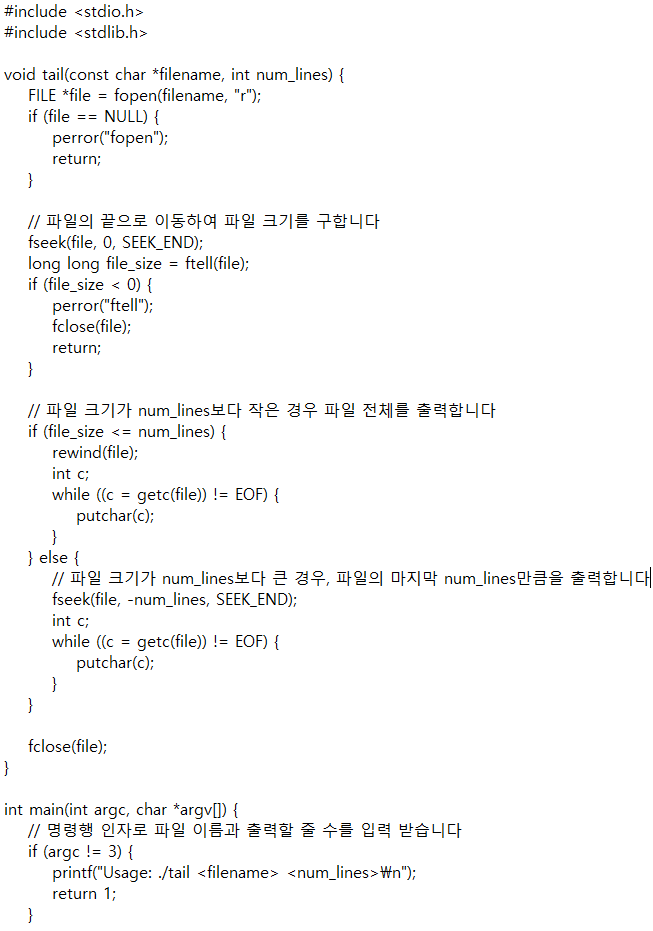 #include <stdio.h>
#include <stdlib.h>

void tail(const char *filename, int num_lines) {
    FILE *file = fopen(filename, "r");
    if (file == NULL) {
        perror("fopen");
        return;
    }

    // 파일의 끝으로 이동하여 파일 크기를 구합니다
    fseek(file, 0, SEEK_END);
    long long file_size = ftell(file);
    if (file_size < 0) {
        perror("ftell");
        fclose(file);
        return;
    }

    // 파일 크기가 num_lines보다 작은 경우 파일 전체를 출력합니다
    if (file_size <= num_lines) {
        rewind(file);
        int c;
        while ((c = getc(file)) != EOF) {
            putchar(c);
        }
    } else {
        // 파일 크기가 num_lines보다 큰 경우, 파일의 마지막 num_lines만큼을 출력합니다
        fseek(file, -num_lines, SEEK_END);
        int c;
        while ((c = getc(file)) != EOF) {
            putchar(c);
        }
    }

    fclose(file);
}

int main(int argc, char *argv[]) {
    // 명령행 인자로 파일 이름과 출력할 줄 수를 입력 받습니다
    if (argc != 3) {
        printf("Usage: ./tail <filename> <num_lines>₩n");
        return 1;
    }